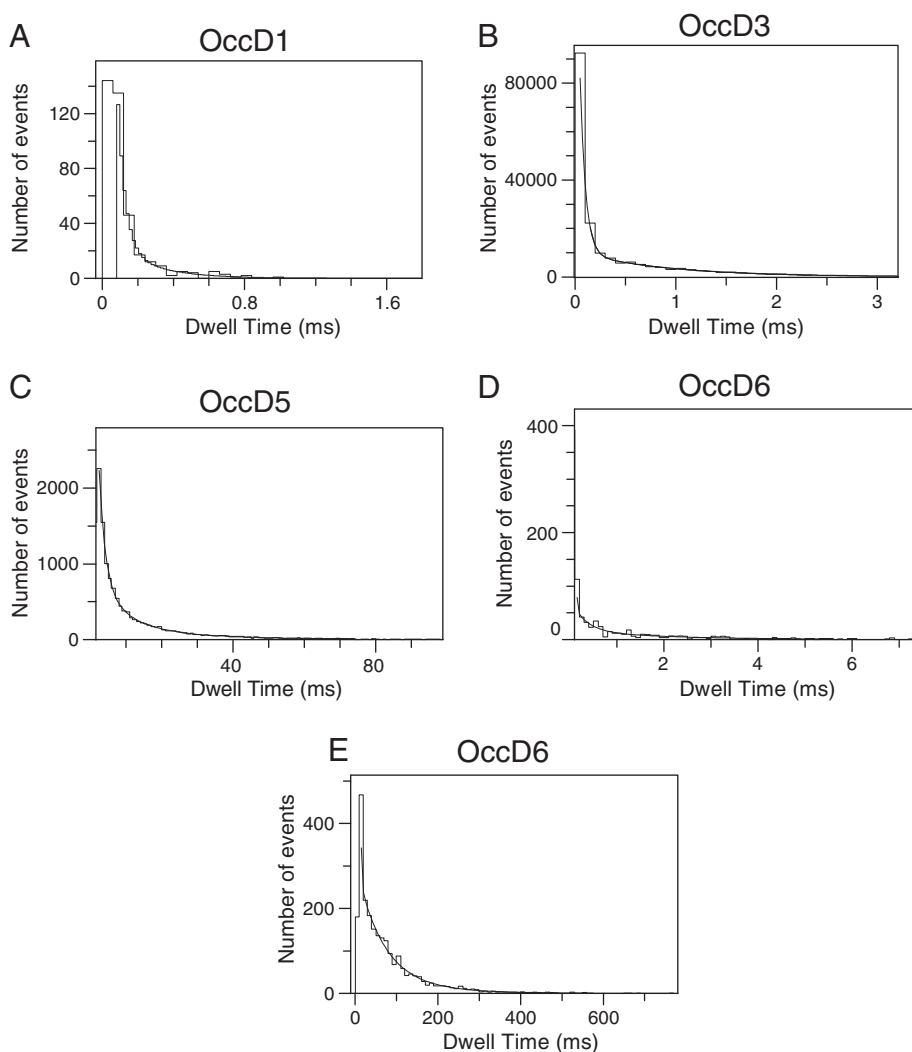 A
OccD1
Number of events
120
80
40
0
0
0.8
1.6
Dwell Time (ms)
B
OccD3
Number of events
80000
40000
0
0
1
2
3
Dwell Time (ms)
C
OccD5
Number of events
2000
1000
0
40
80
Dwell Time (ms)
D
OccD6
Number of events
400
200
0
2
4
6
Dwell Time (ms)
E
OccD6
Number of events
400
200
0
0
200
400
600
Dwell Time (ms)